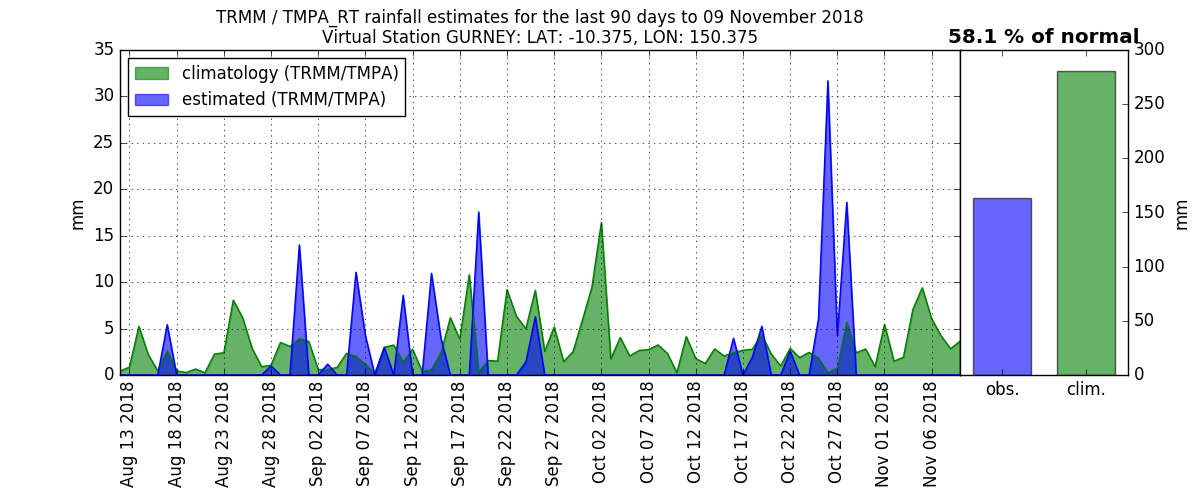 TRMM / TMPA_RT rainfall estimates for the last 90 days to 09 November 2018
Virtual Station GURNEY: LAT: -10.375, LON: 150.375
58.1 % of normal
climatology (TRMM/TMPA)
estimated (TRMM/TMPA)
mm
35
30
25
20
15
10
5
0
Aug 13 2018
Aug 18 2018
Aug 23 2018
Aug 28 2018
Sep 02 2018
Sep 07 2018
Sep 12 2018
Sep 17 2018
Sep 22 2018
Sep 27 2018
Oct 02 2018
Oct 07 2018
Oct 12 2018
Oct 17 2018
Oct 22 2018
Oct 27 2018
Nov 01 2018
Nov 06 2018
obs.
clim.
300
250
200
150
100
50
0
mm